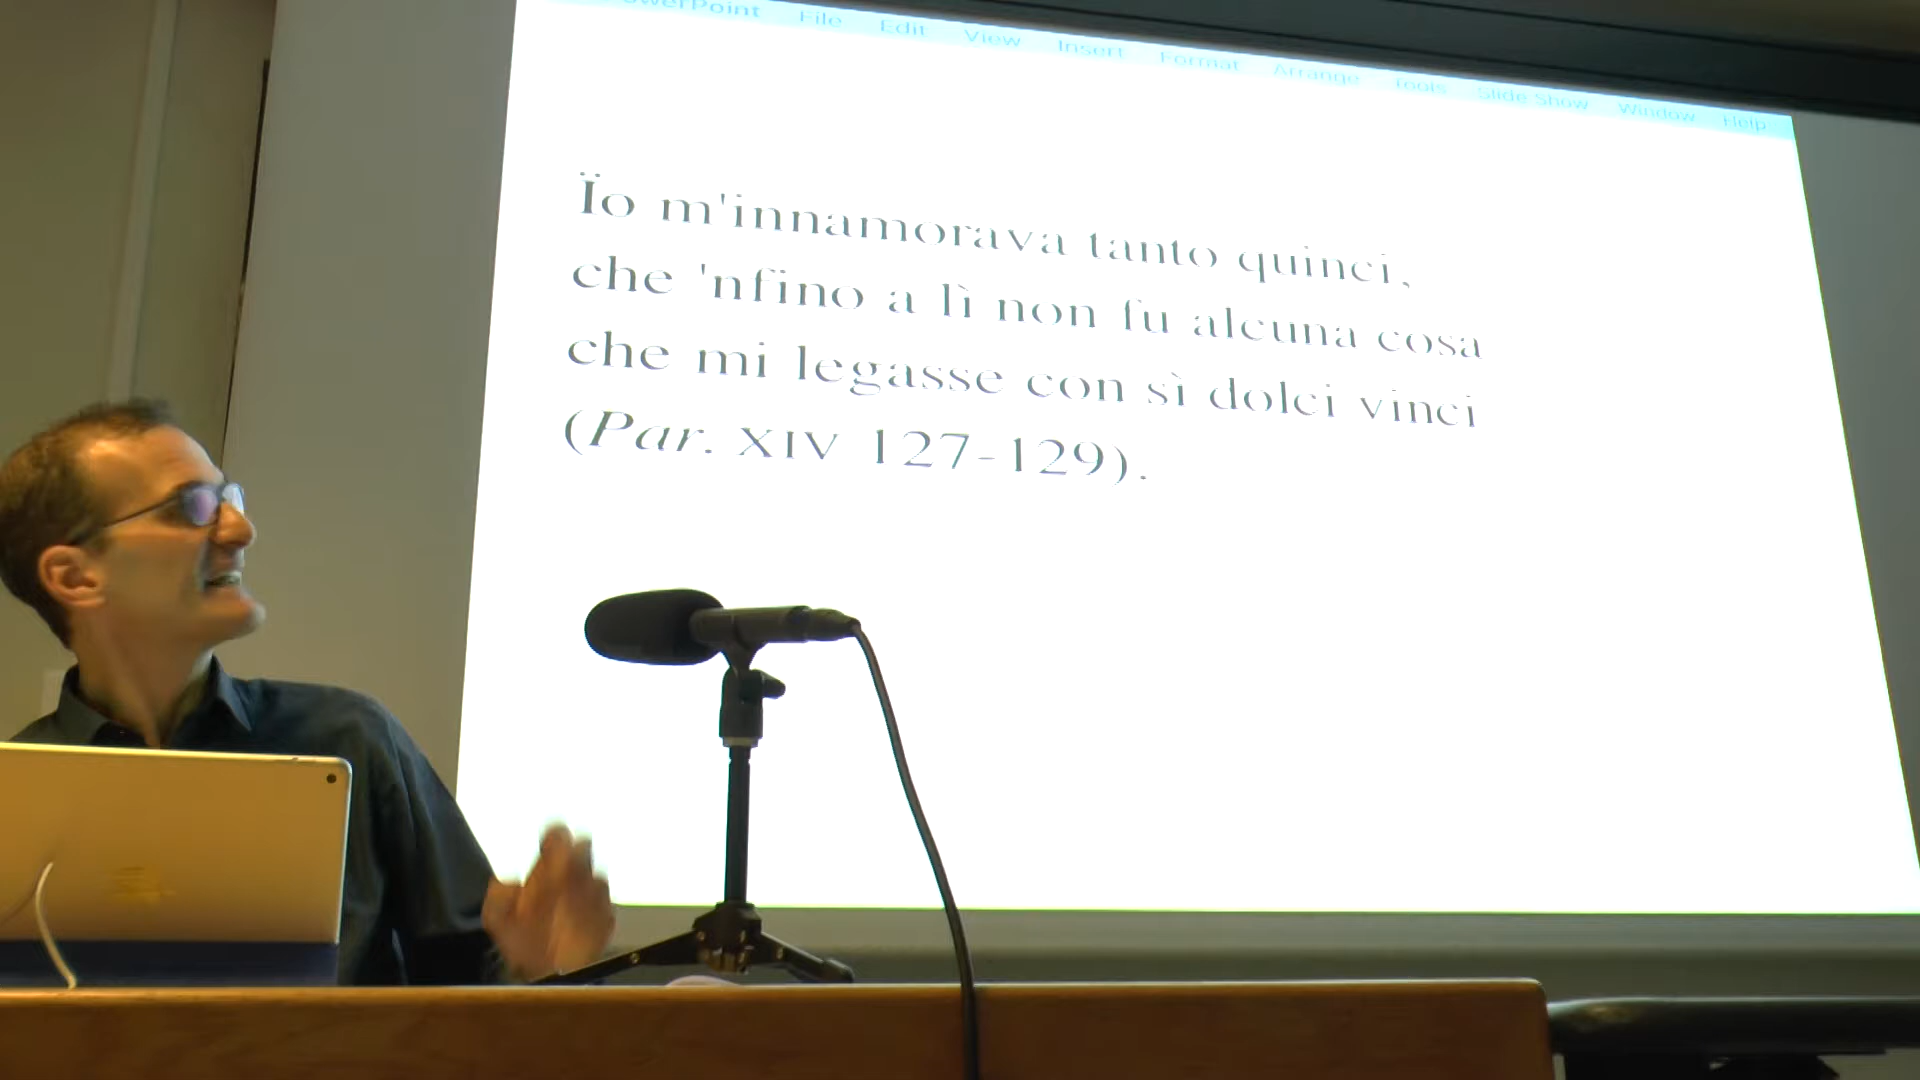 PowerPoint File Edit View Insert Format Arrange Tools Slide Show Window Help
Ïo m'innamorava tanto quinci,
che 'nfino a lì non fu alcuna cosa
che mi legasse con sì dolci vinci
(Par. XIV 127-129).